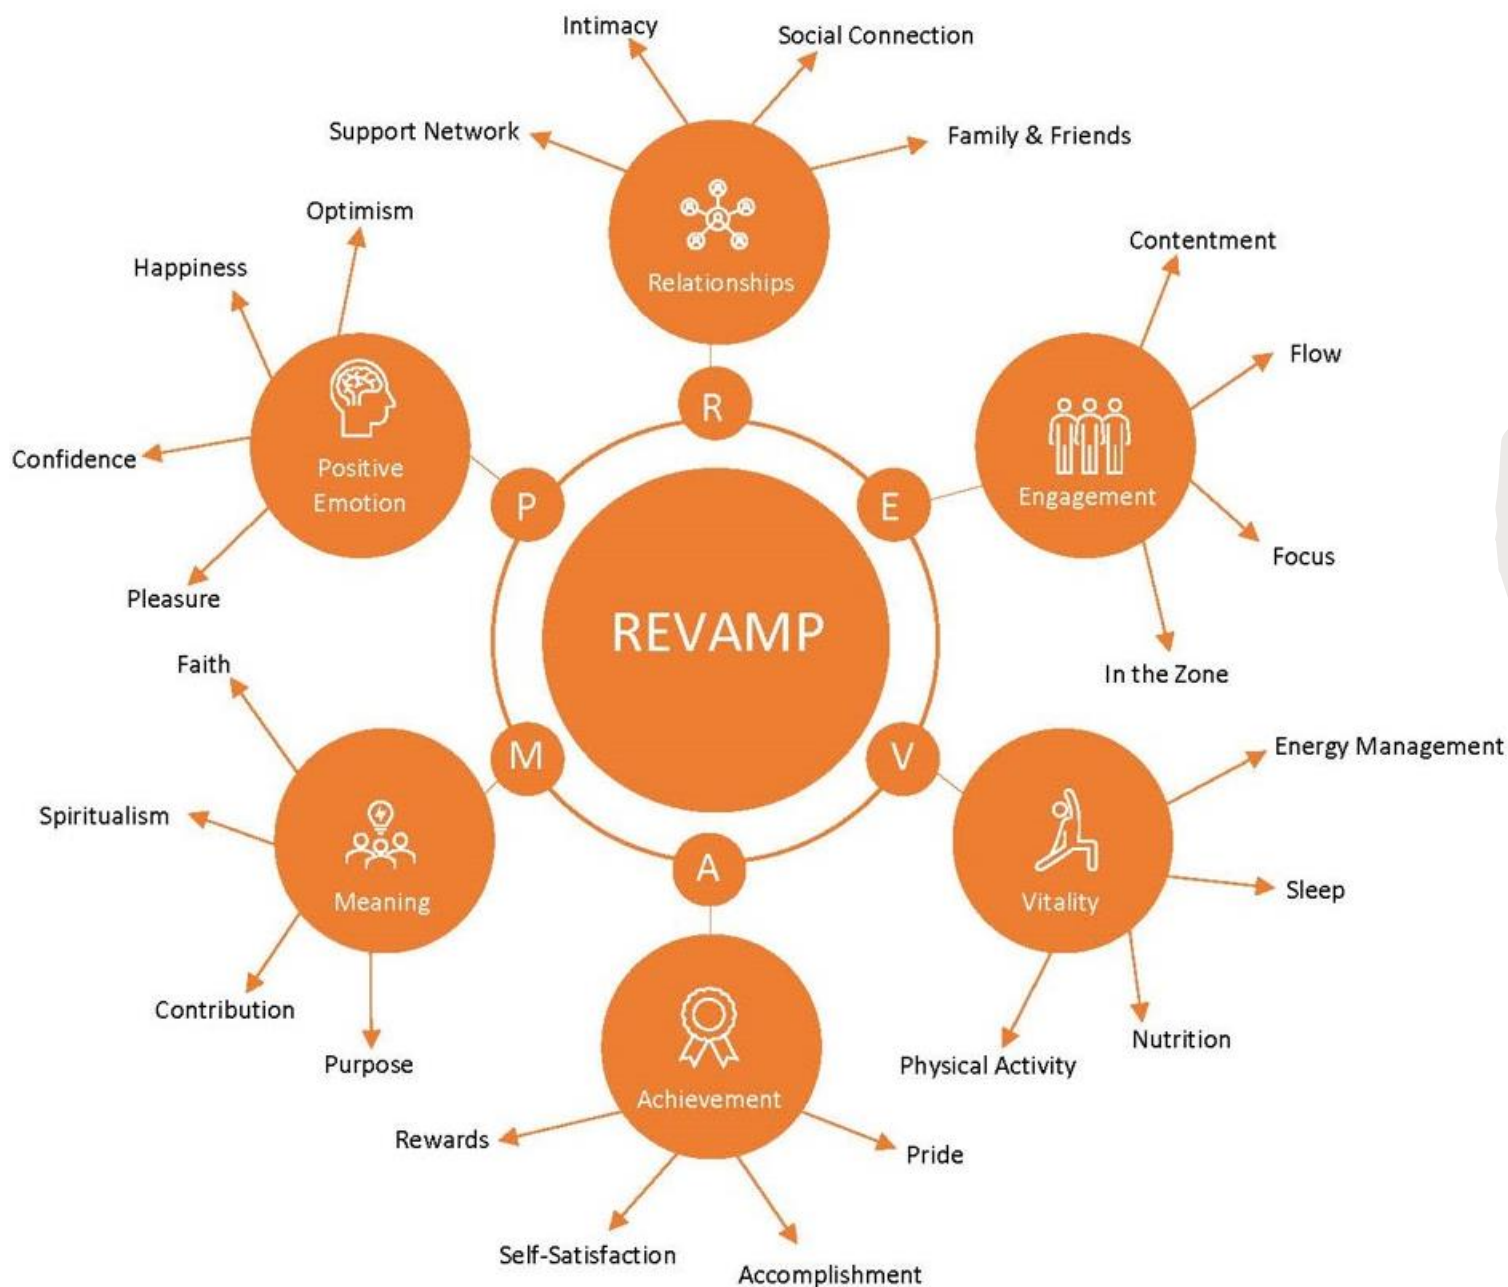 Intimacy
Social Connection
Support Network
Family & Friends
Relationships
R
Contentment
Flow
Engagement
Focus
In the Zone
E
Energy Management
Sleep
Vitality
Nutrition
Physical Activity
V
Achievement
Pride
Accomplishment
Self-Satisfaction
Rewards
A
Faith
Spiritualism
Meaning
Contribution
Purpose
M
Optimism
Happiness
Confidence
Positive
Emotion
Pleasure
P
REVAMP